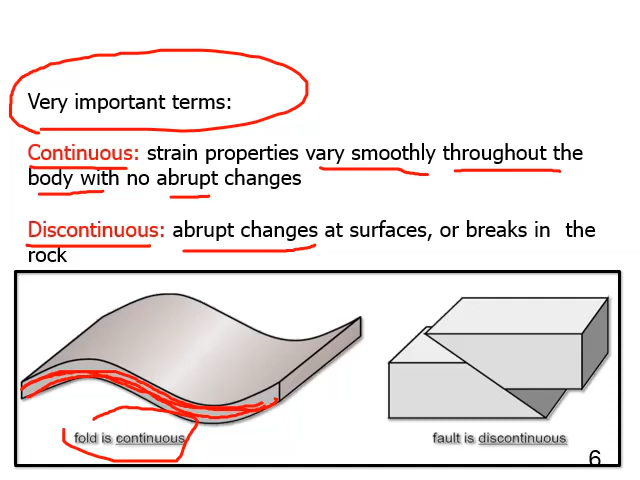 Very important terms:
Continuous: strain properties vary smoothly throughout the
body with no abrupt changes
Discontinuous: abrupt changes at surfaces, or breaks in the
rock
fold is continuous
fault is discontinuous
6